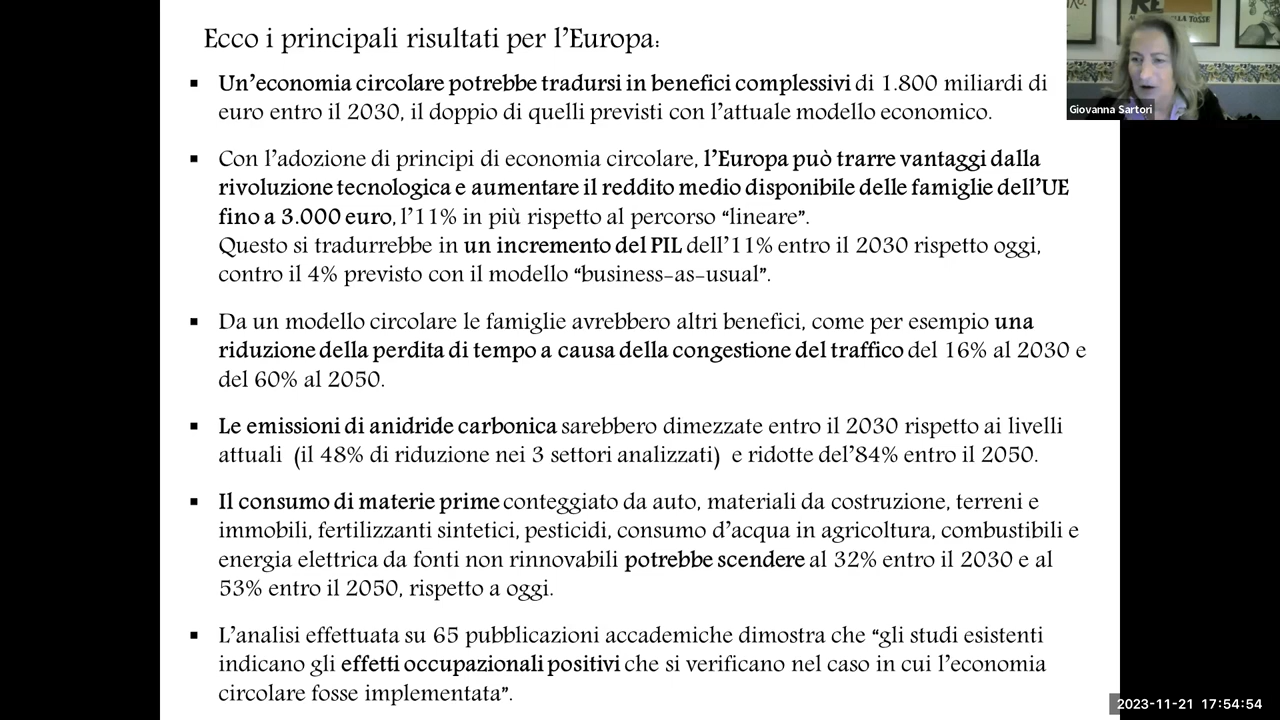 Ecco i principali risultati per l’Europa:
▪ Un’economia circolare potrebbe tradursi in benefici complessivi di 1.800 miliardi di
euro entro il 2030, il doppio di quelli previsti con l’attuale modello economico.
▪ Con l’adozione di principi di economia circolare, l’Europa può trarre vantaggi dalla
rivoluzione tecnologica e aumentare il reddito medio disponibile delle famiglie dell’UE
fino a 3.000 euro, l’11% in più rispetto al percorso “lineare”.
Questo si tradurrebbe in un incremento del PIL dell’11% entro il 2030 rispetto oggi,
contro il 4% previsto con il modello “business-as-usual”.
▪ Da un modello circolare le famiglie avrebbero altri benefici, come per esempio una
riduzione della perdita di tempo a causa della congestione del traffico del 16% al 2030 e
del 60% al 2050.
▪ Le emissioni di anidride carbonica sarebbero dimezzate entro il 2030 rispetto ai livelli
attuali (il 48% di riduzione nei 3 settori analizzati) e ridotte del’84% entro il 2050.
▪ Il consumo di materie prime conteggiato da auto, materiali da costruzione, terreni e
immobili, fertilizzanti sintetici, pesticidi, consumo d’acqua in agricoltura, combustibili e
energia elettrica da fonti non rinnovabili potrebbe scendere al 32% entro il 2030 e al
53% entro il 2050, rispetto a oggi.
▪ L’analisi effettuata su 65 pubblicazioni accademiche dimostra che “gli studi esistenti
indicano gli effetti occupazionali positivi che si verificano nel caso in cui l’economia
circolare fosse implementata”.
RE
LLA TOSSE
Giovanna Sartori
2023-11-21 17:54:54